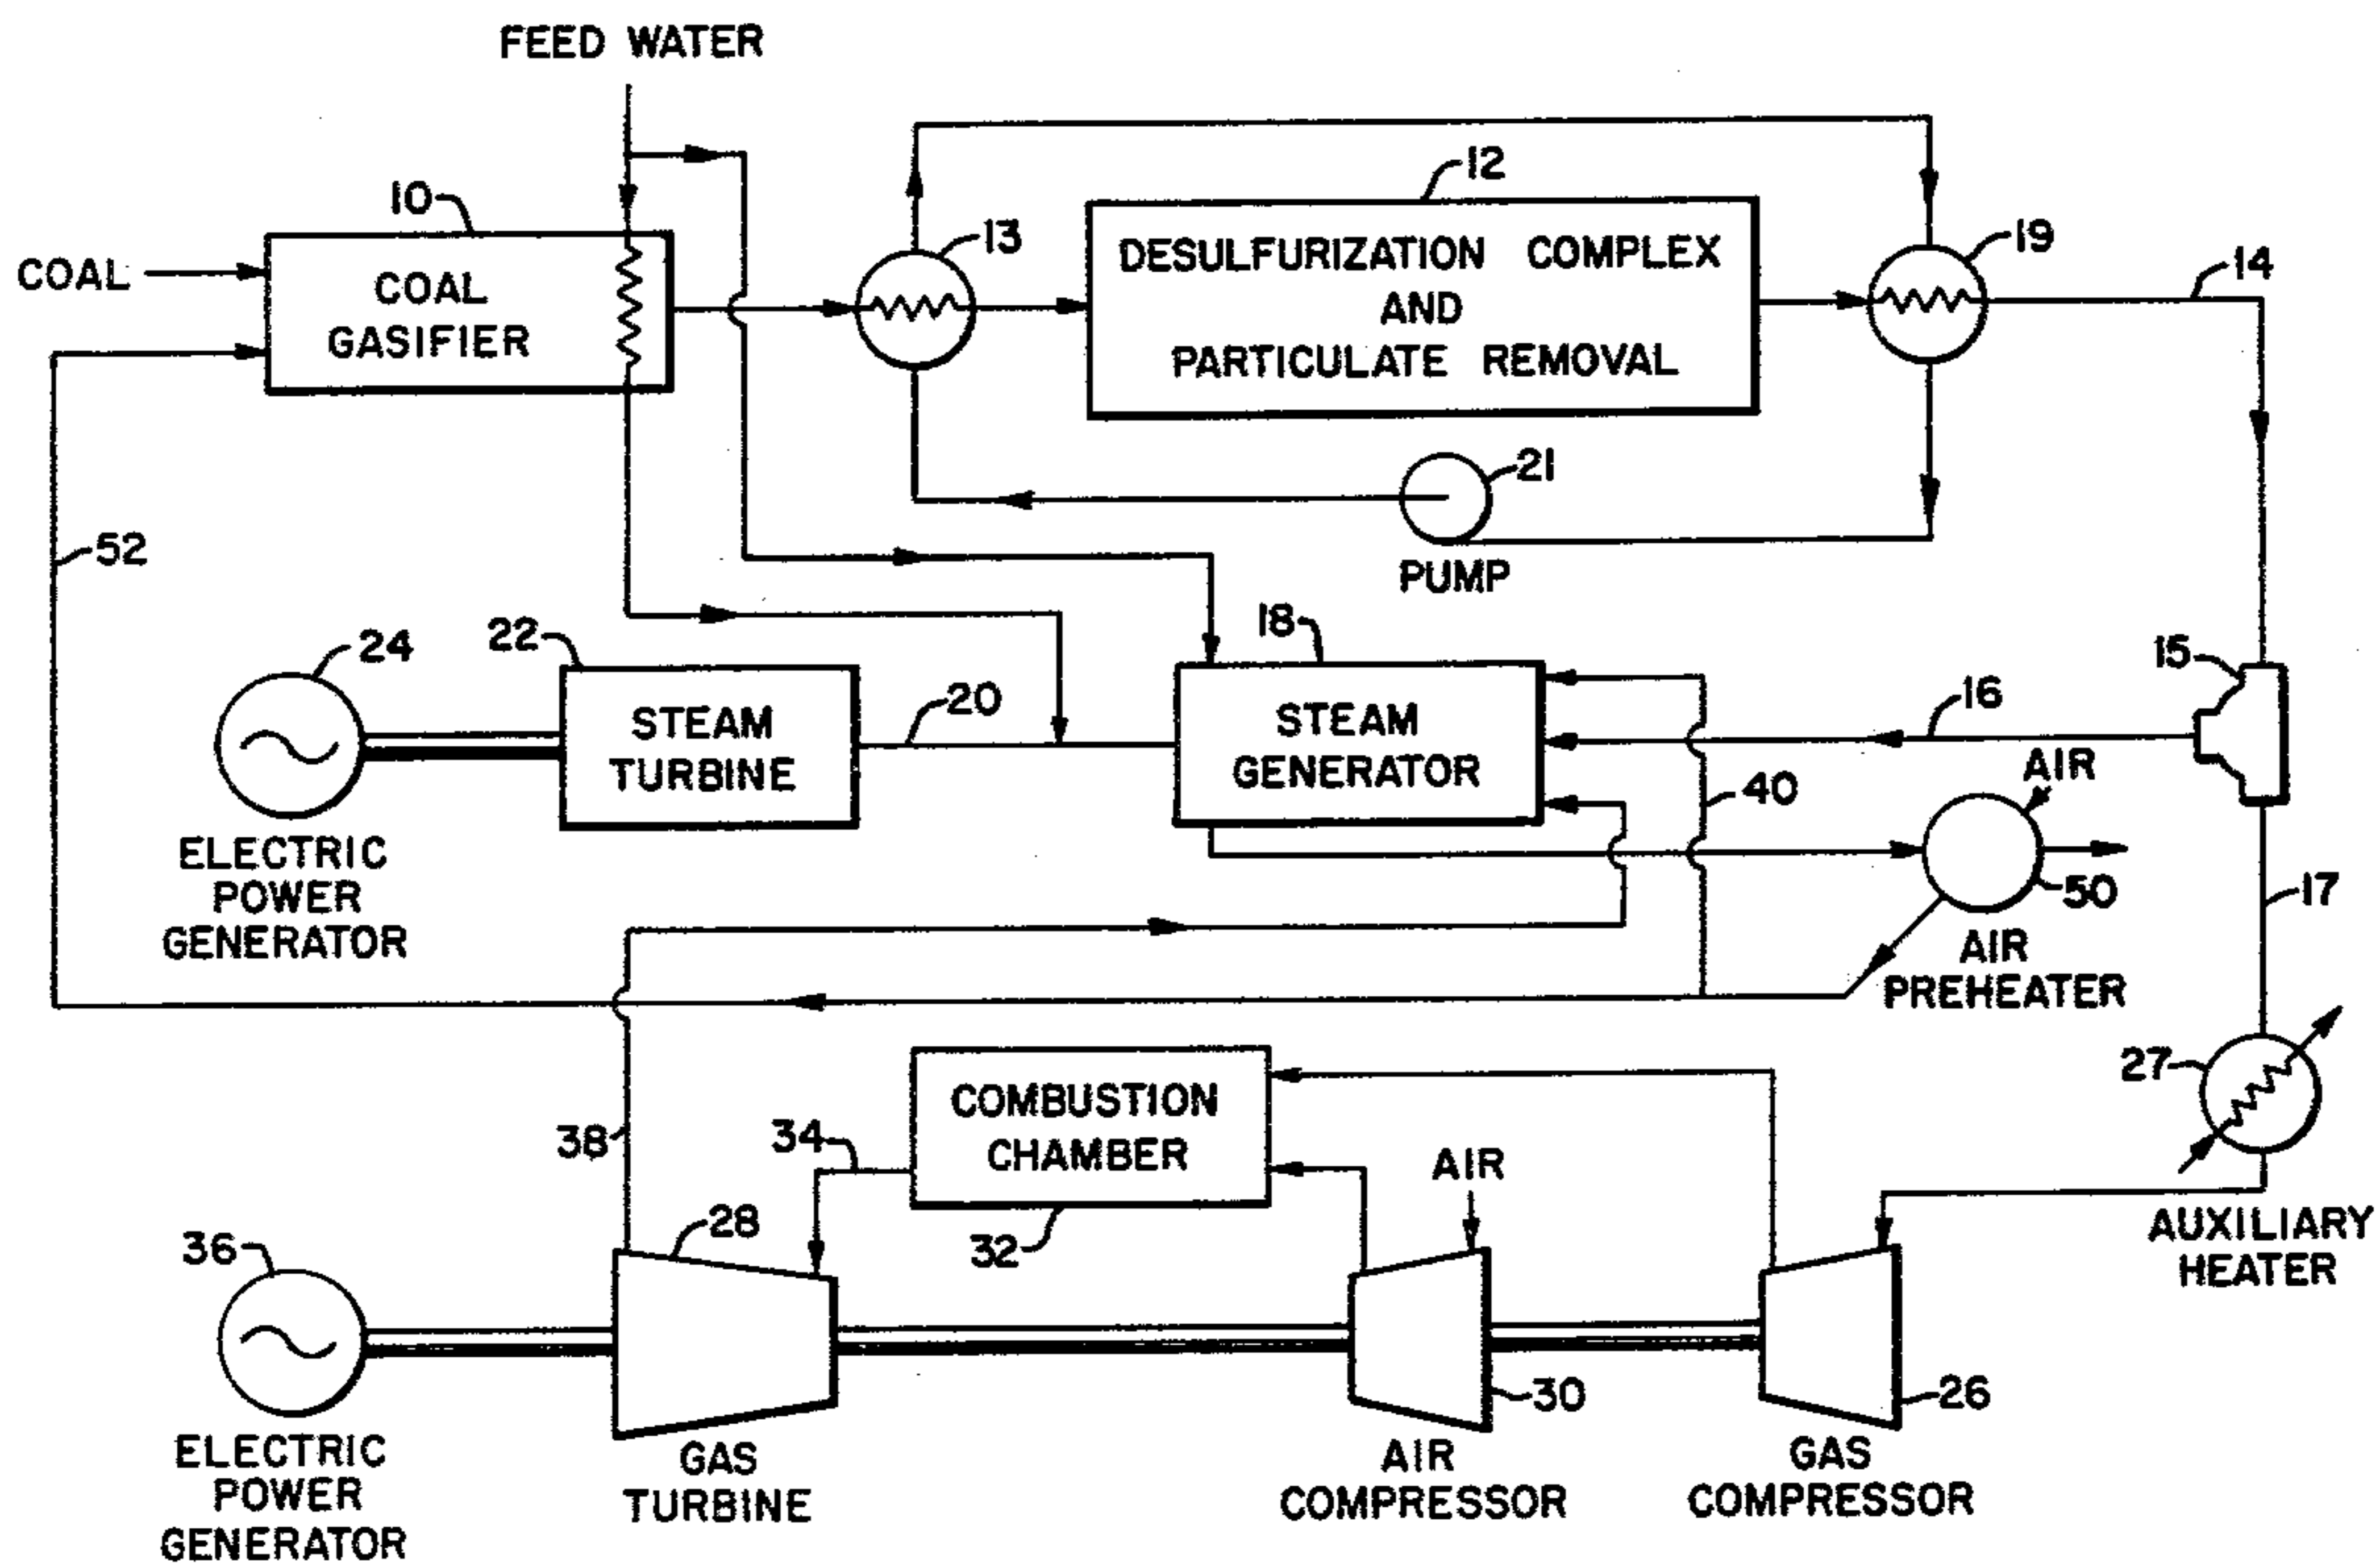 FEED WATER
12
10
13
19
14
COAL
COAL
GASIFIER
DESULFURIZATION COMPLEX
AND
PARTICULATE REMOVAL
21
52
PUMP
24
22
18
15
20
16
STEAM
TURBINE
STEAM
GENERATOR
AIR
40
ELECTRIC
POWER
GENERATOR
50
17
AIR
PREHEATER
27
COMBUSTION
CHAMBER
38
34
AIR
32
28
36
AUXILIARY
HEATER
30
26
ELECTRIC
POWER
GENERATOR
GAS
TURBINE
AIR
COMPRESSOR
GAS
COMPRESSOR